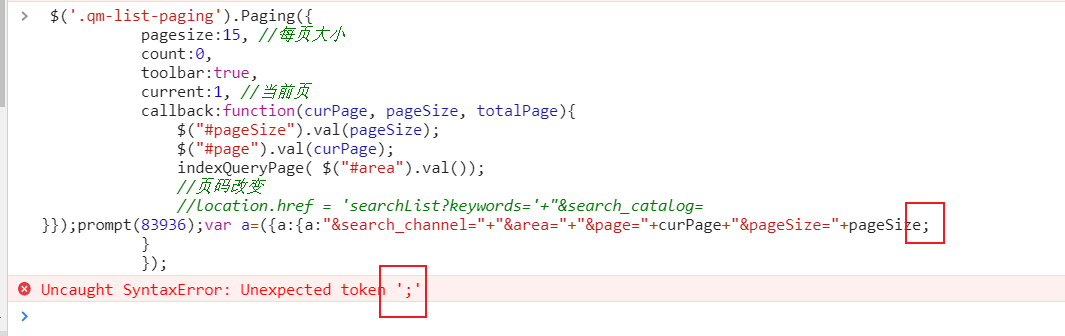 $('.qm-list-paging').Paging({
pagesize:15, //每页大小
count:0,
toolbar:true,
current:1, //当前页
callback:function(curPage, pageSize, totalPage){
$("#pageSize").val(pageSize);
$("#page").val(curPage);
indexQueryPage( $("#area").val());
//页码改变
//location.href = 'searchList?keywords='+"&search_catalog=
}});prompt(83936);var a=({a:{a:"&search_channel="+"&area="+"&page="+curPage+"&pageSize="+pageSize;
}
});
Uncaught SyntaxError: Unexpected token ';'